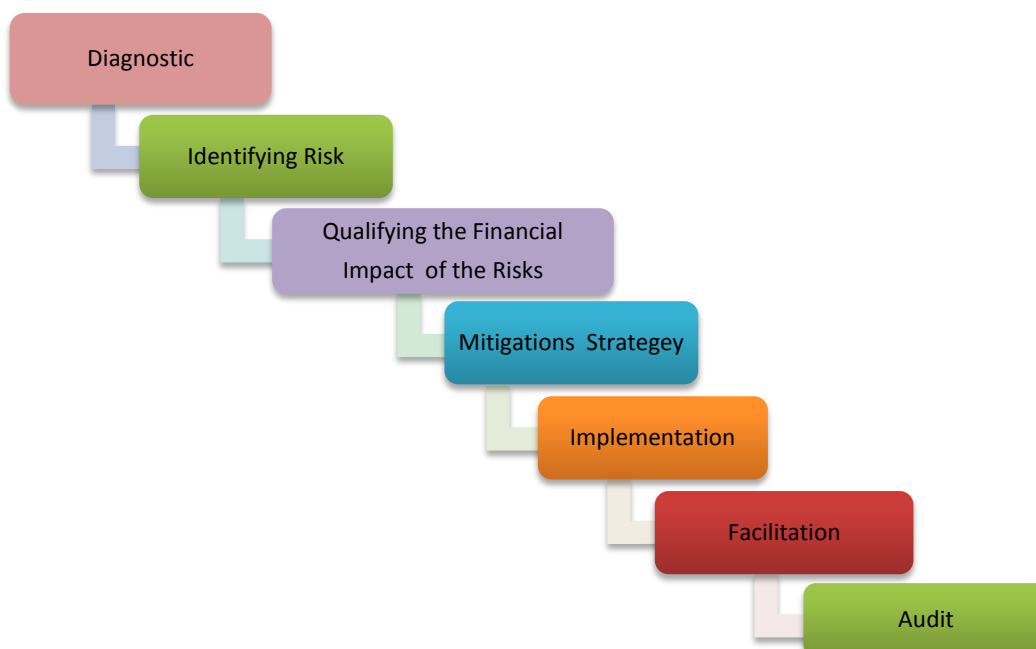 Diagnostic
Identifying Risk
Qualifying the Financial
Impact of the Risks
Mitigations Strategey
Implementation
Facilitation
Audit